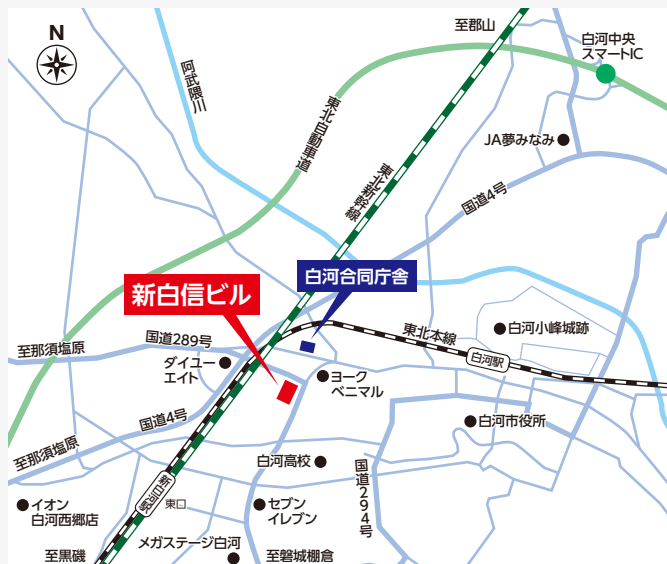 N
至郡山
白河中央
スマートIC
阿武隈川
東北自動車道
JA夢みなみ
東北新幹線
国道4号
白河合同庁舎
新白信ビル
国道289号
至那須塩原
ダイユー
エイト
東北本線
白河小峰城跡
白河駅
ヨーク
ベニマル
国道4号
至那須塩原
白河市役所
白河高校
国道294号
新白河駅
東口
イオン
白河西郷店
セブン
イレブン
メガステージ白河
至黒磯
至磐城棚倉